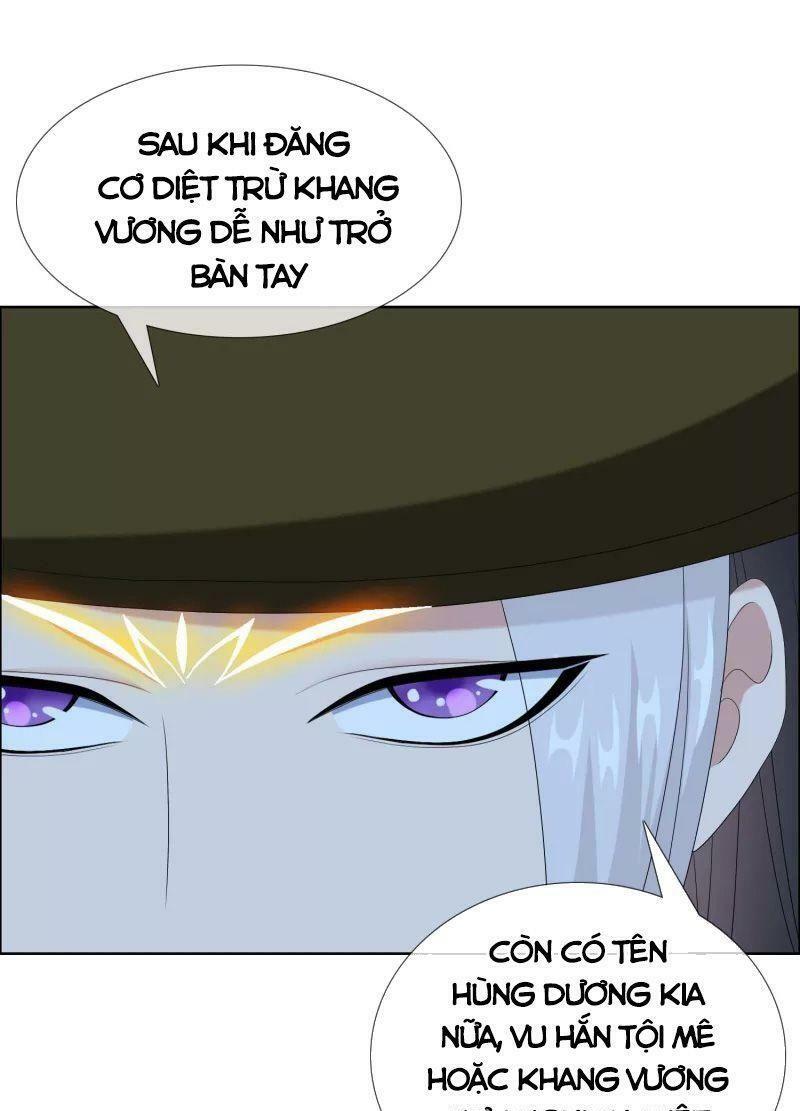 SAU KHI ĐĂNG
CƠ DIỆT TRỪ KHANG
VƯƠNG DỄ NHƯ TRỞ
BÀN TAY
CÒN CÓ TÊN
HÙNG DƯƠNG KIA
NỮA, VU HẮN TỘI MÊ
HOẶC KHANG VƯƠNG